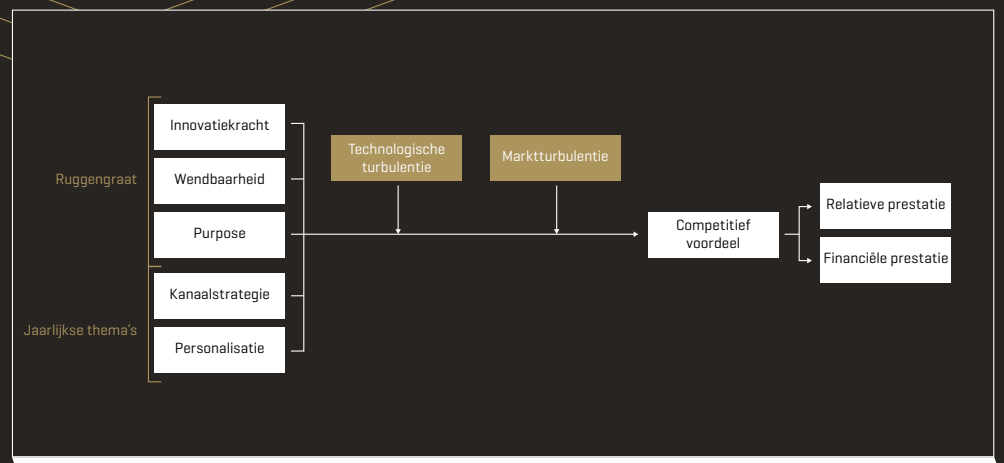 Ruggengraat
Jaarlijkse thema's
Innovatiekracht
Wendbaarheid
Purpose
Kanaalstrategie
Personalisatie
Technologische
turbulentie
Marktturbulentie
Competitief
voordeel
Relatieve prestatie
Financiële prestatie